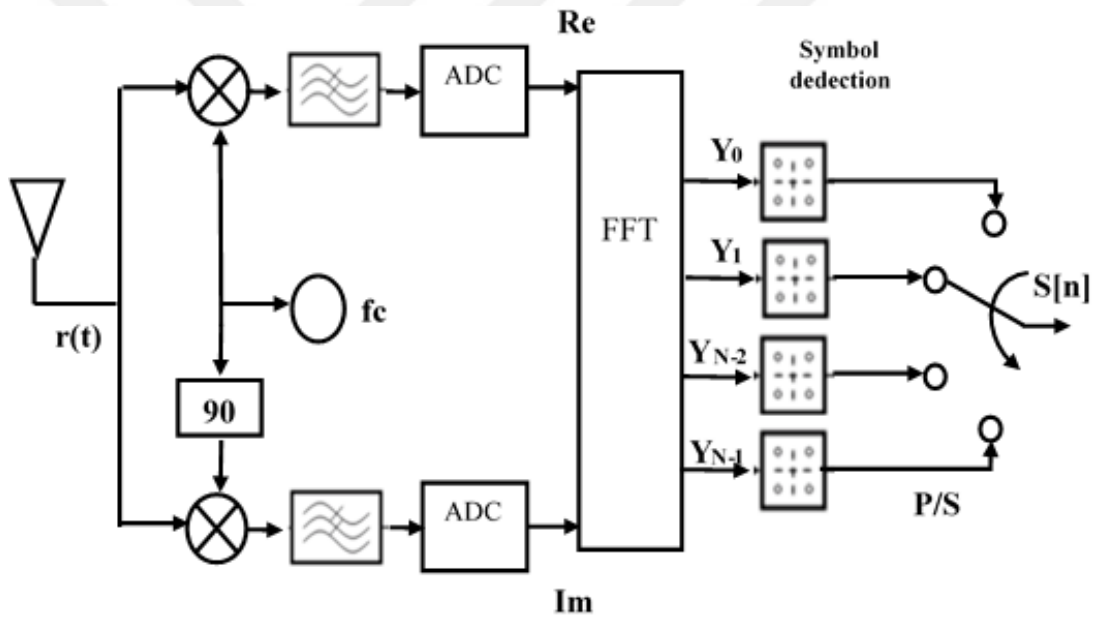 Re
Symbol
dedection
ADC
Y0
FFT
Y1
S[n]
fc
r(t)
YN-2
90
YN-1
ADC
P/S
Im